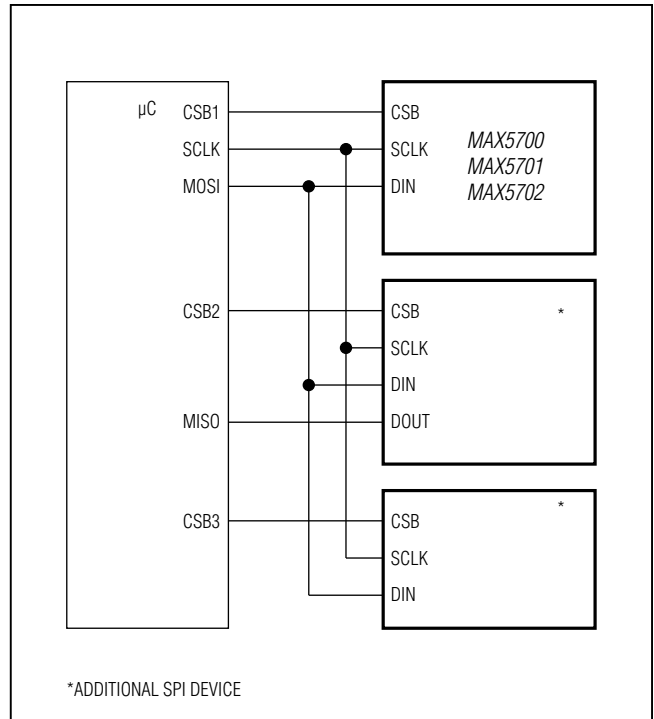 µC
CSB1
SCLK
MOSI
CSB2
MISO
CSB3
CSB
SCLK
DIN
MAX5700
MAX5701
MAX5702
CSB
*
SCLK
DIN
DOUT
CSB
*
SCLK
DIN
*ADDITIONAL SPI DEVICE